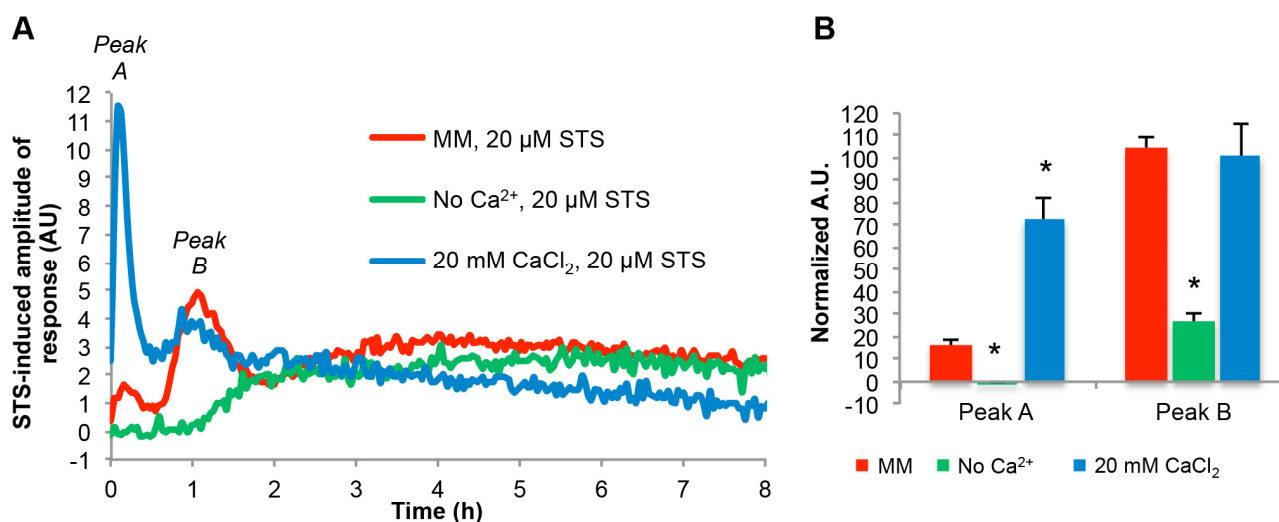 A
Peak
A
12
11
10
9
8
7
6
5
4
3
2
1
0
-1
STS-induced amplitude of
response (AU)
Peak
B
MM, 20 µM STS
No Ca²⁺, 20 µM STS
20 mM CaCl₂, 20 µM STS
0 1 2 3 4 5 6 7 8
Time (h)
B
Normalized A.U.
120
110
100
90
80
70
60
50
40
30
20
10
0
-10
* * *
Peak A Peak B
MM No Ca²⁺ 20 mM CaCl₂